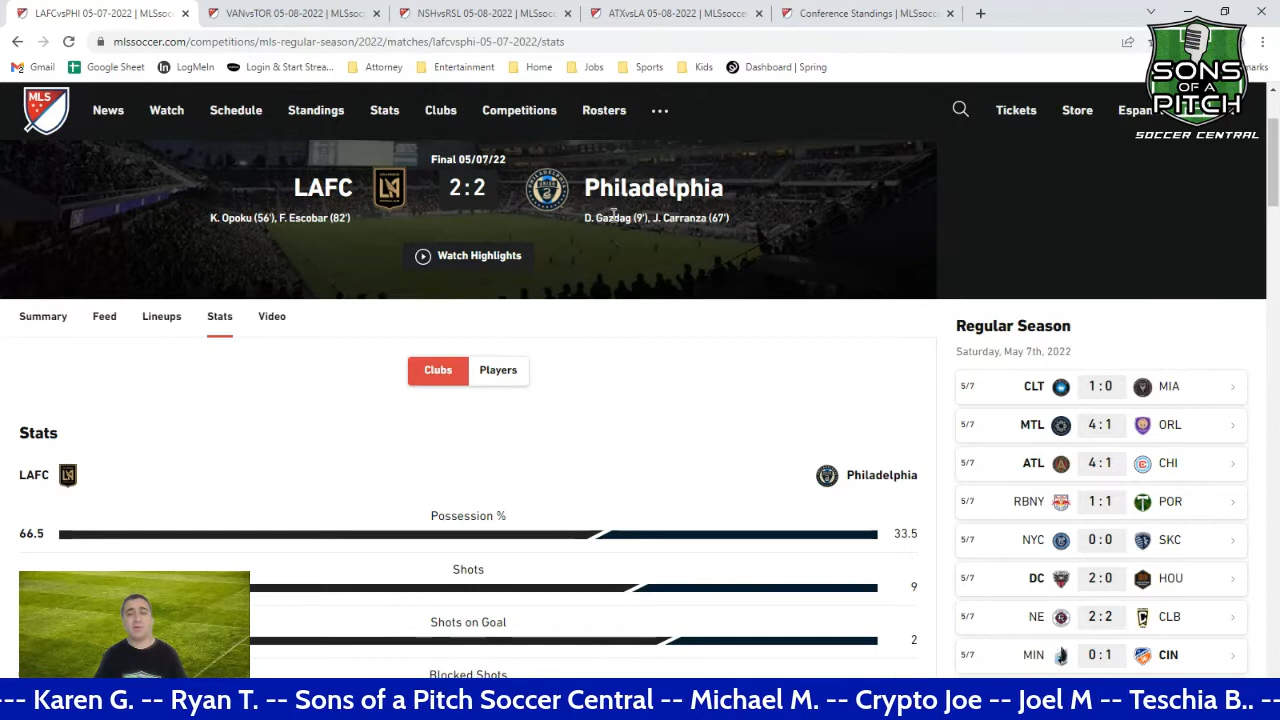 LAFCvsPHI 05-07-2022 | MLSsocc
VANvsTOR 05-08-2022 | MLSsocc
NSHvsRSL 05-08-2022 | MLSsocc
ATXvsLA 05-08-2022 | MLSsoccer
Conference Standings | MLSsocc
mlssoccer.com/competitions/mls-regular-season/2022/matches/lafcvsphi-05-07-2022/stats
Gmail
Google Sheet
LogMeIn
Login & Start Strea...
Attorney
Entertainment
Home
Jobs
Sports
Kids
Dashboard | Spring
SONS
OF A
PITCH
SOCCER CENTRAL
MLS
News
Watch
Schedule
Standings
Stats
Clubs
Competitions
Rosters
Tickets
Store
Final 05/07/22
LAFC
2:2
Philadelphia
K. Opoku (56'), F. Escobar (82')
D. Gazdag (9'), J. Carranza (67')
Watch Highlights
Summary
Feed
Lineups
Stats
Video
Clubs
Players
Stats
LAFC
Philadelphia
Possession %
66.5
33.5
Shots
9
Shots on Goal
2
Blocked Shots
Regular Season
Saturday, May 7th, 2022
5/7 CLT 1:0 MIA
5/7 MTL 4:1 ORL
5/7 ATL 4:1 CHI
5/7 RBNY 1:1 POR
5/7 NYC 0:0 SKC
5/7 DC 2:0 HOU
5/7 NE 2:2 CLB
5/7 MIN 0:1 CIN
--- Karen G. -- Ryan T. -- Sons of a Pitch Soccer Central -- Michael M. -- Crypto Joe -- Joel M -- Teschia B.. --